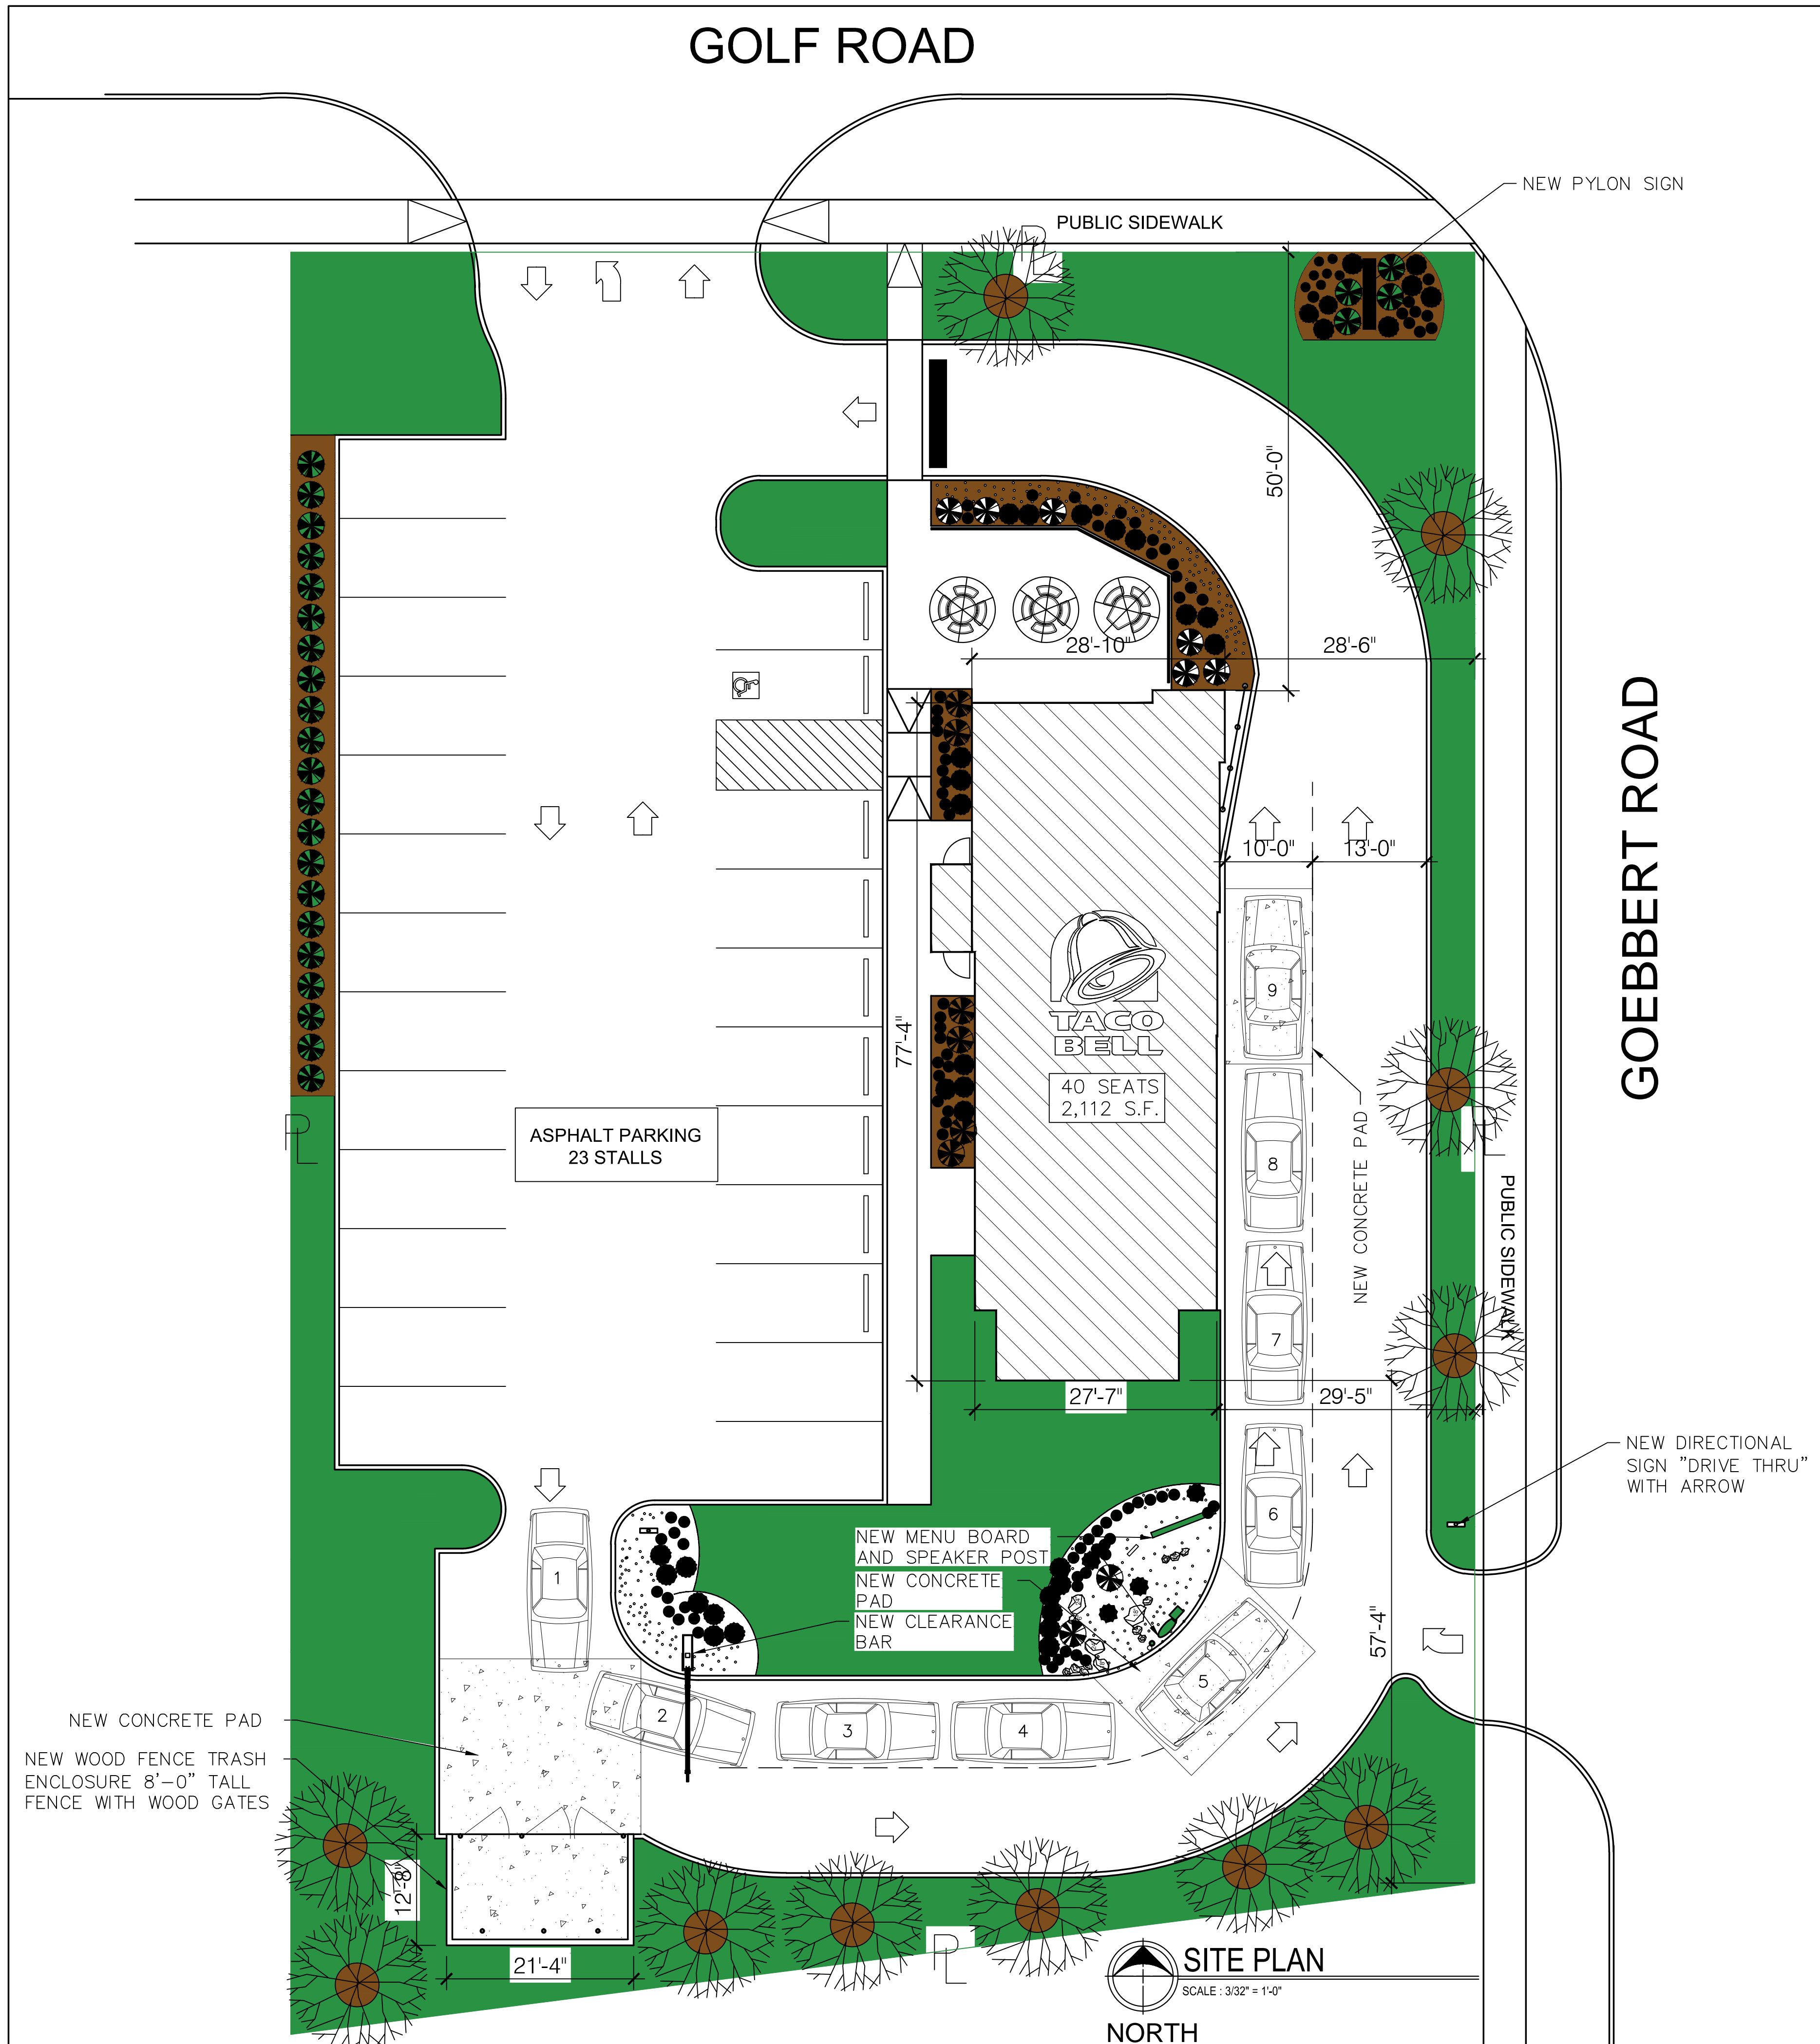 GOLF ROAD
NEW PYLON SIGN
PUBLIC SIDEWALK
PL
50'-0"
28'-10"
28'-6"
GOEBBERT ROAD
10'-0"
13'-0"
9
TACO
BELL
77'-4"
40 SEATS
2,112 S.F.
NEW CONCRETE PAD
PL
ASPHALT PARKING
23 STALLS
8
PL
PUBLIC SIDEWALK
7
27'-7"
29'-5"
NEW DIRECTIONAL
SIGN "DRIVE THRU"
WITH ARROW
6
NEW MENU BOARD
AND SPEAKER POST
1
NEW CONCRETE
PAD
NEW CLEARANCE
BAR
57'-4"
5
2
3
4
NEW CONCRETE PAD
NEW WOOD FENCE TRASH
ENCLOSURE 8'-0" TALL
FENCE WITH WOOD GATES
12'-8"
21'-4"
PL
SITE PLAN
SCALE : 3/32" = 1'-0"
NORTH